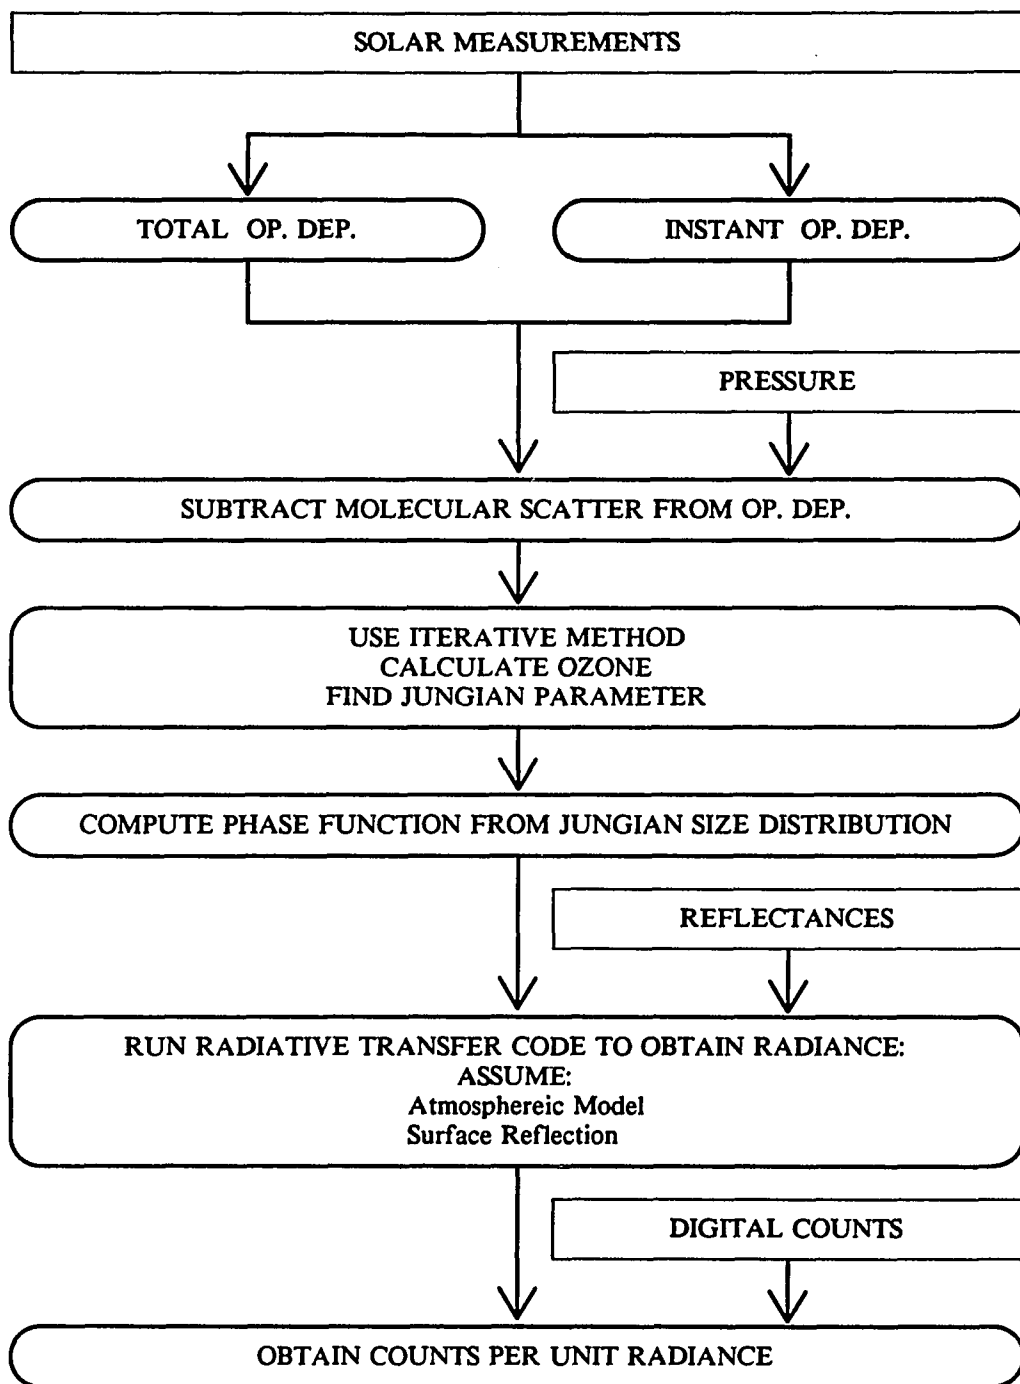 SOLAR MEASUREMENTS
TOTAL OP. DEP.
INSTANT OP. DEP.
PRESSURE
SUBTRACT MOLECULAR SCATTER FROM OP. DEP.
USE ITERATIVE METHOD
CALCULATE OZONE
FIND JUNGIAN PARAMETER
COMPUTE PHASE FUNCTION FROM JUNGIAN SIZE DISTRIBUTION
REFLECTANCES
RUN RADIATIVE TRANSFER CODE TO OBTAIN RADIANCE:
ASSUME:
Atmosphereic Model
Surface Reflection
DIGITAL COUNTS
OBTAIN COUNTS PER UNIT RADIANCE